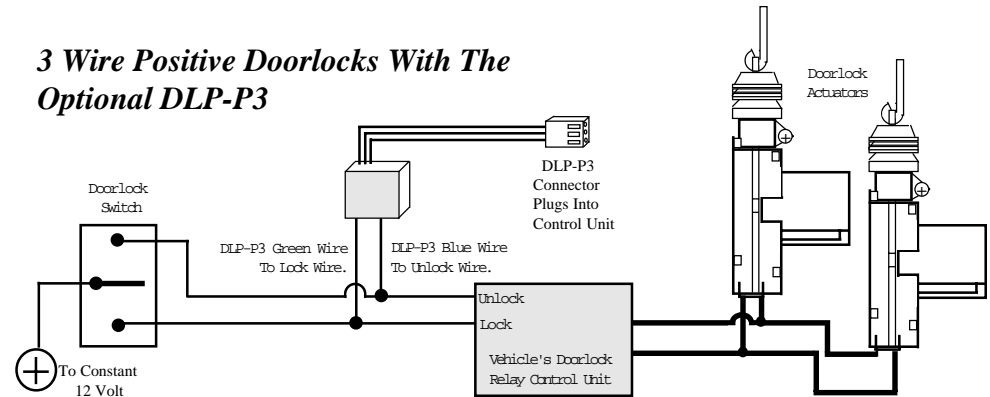 3 Wire Positive Doorlocks With The
Optional DLP-P3
Doorlock
Actuators
DLP-P3
Connector
Plugs Into
Control Unit
Doorlock
Switch
DLP-P3 Green Wire
To Lock Wire.
DLP-P3 Blue Wire
To Unlock Wire.
Unlock
Lock
Vehicle's Doorlock
Relay Control Unit
To Constant
12 Volt